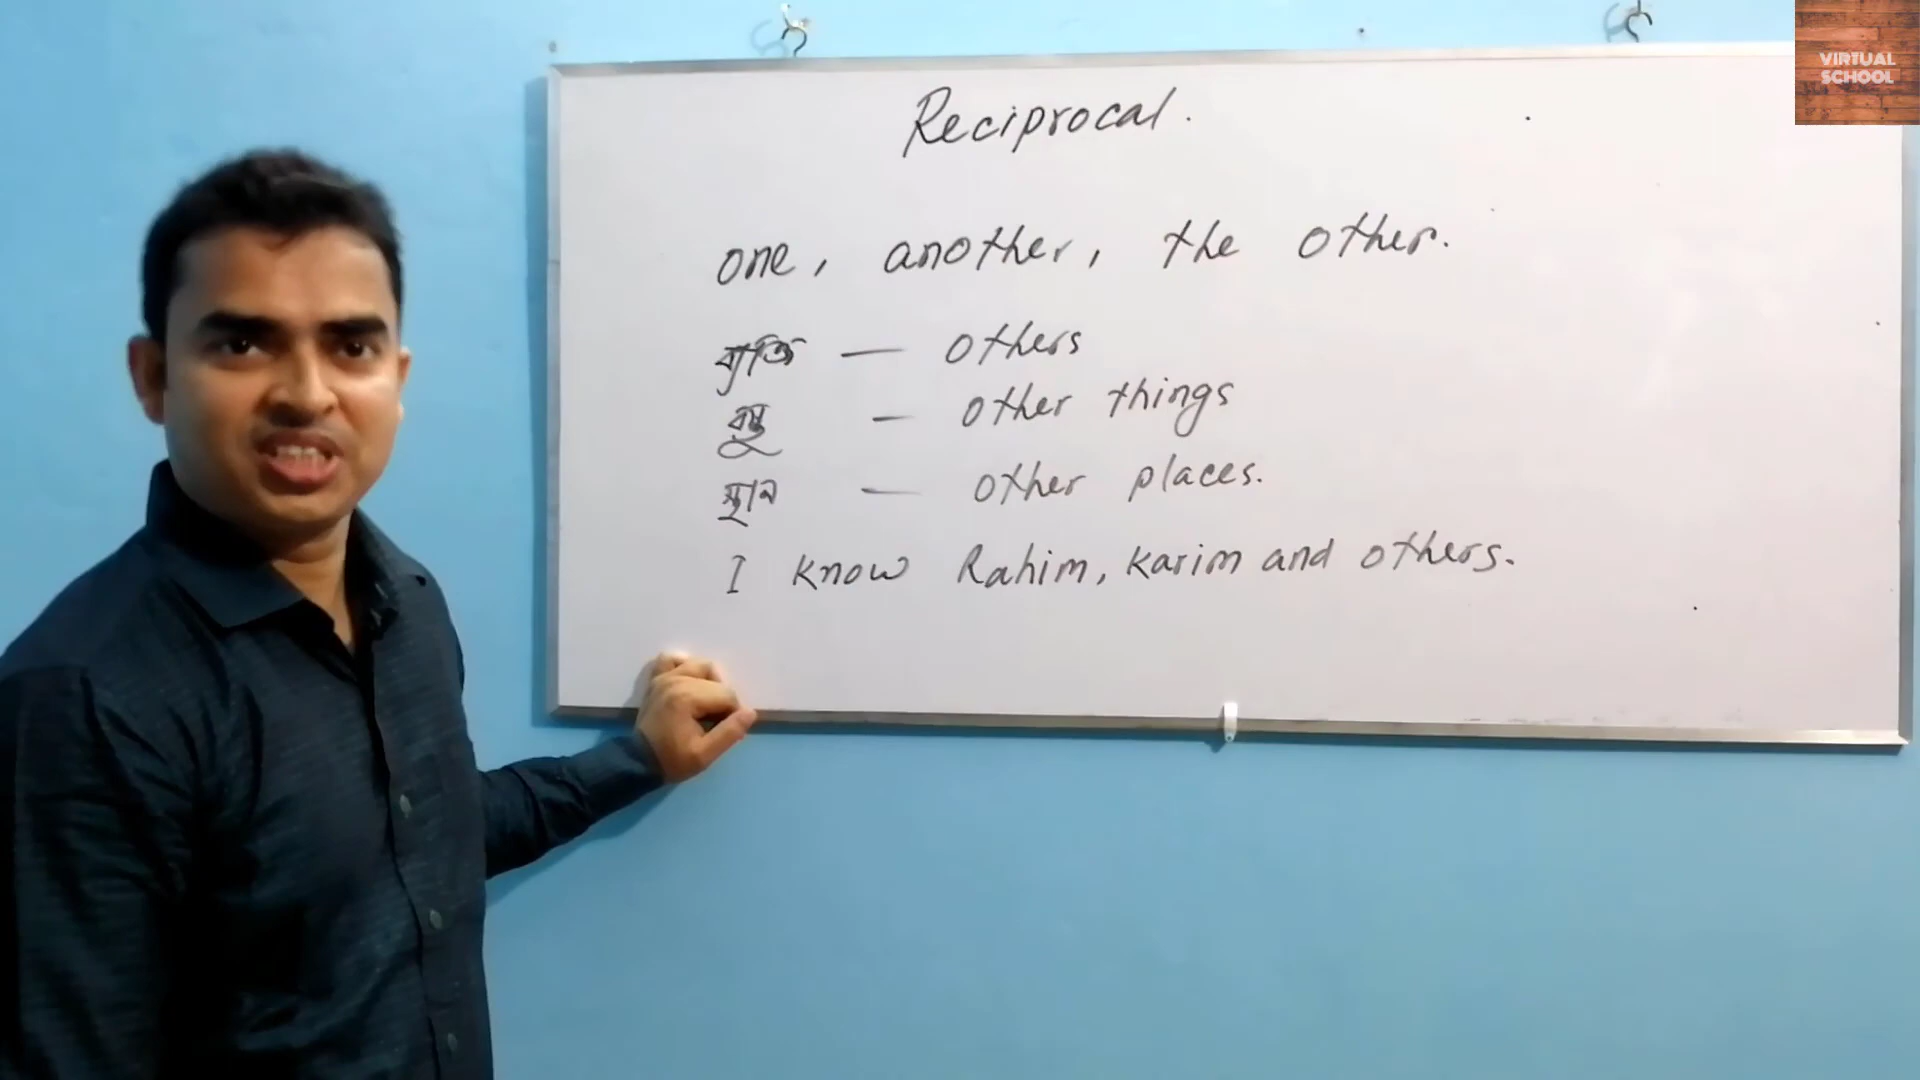 VIRTUAL
SCHOOL
Reciprocal.
one, another, the other.
ব্যক্তি — others
বস্তু — other things
স্থান — other places.
I know Rahim, Karim and others.